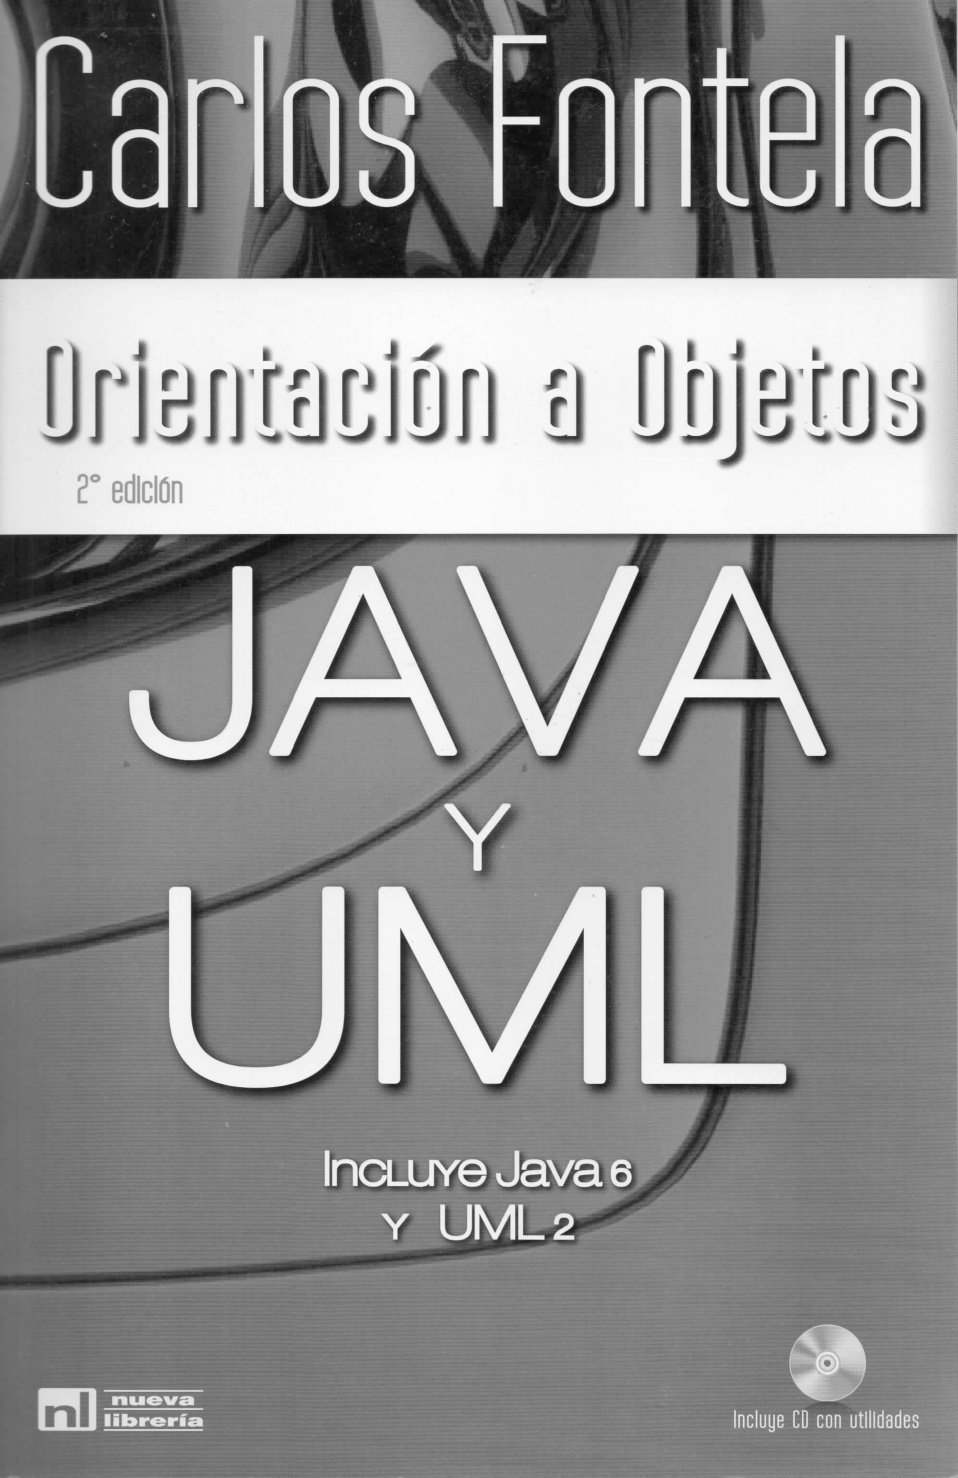 Carlos Fontela
Orientación a Objetos
2° edición
JAVA
Y
UML
Incluye Java 6
Y UML 2
nl nueva
librería
Incluye CD con utilidades